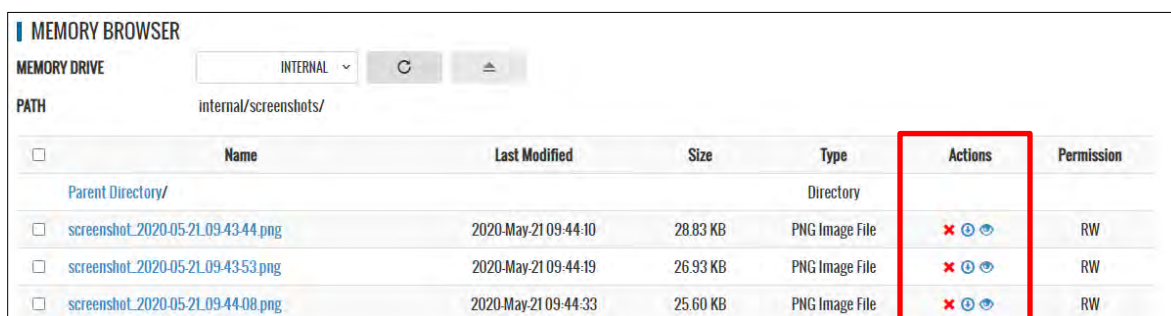 MEMORY BROWSER
MEMORY DRIVE INTERNAL
PATH internal/screenshots/
Name Last Modified Size Type Actions Permission
Parent Directory/ Directory
screenshot_2020-05-21_09-43-44.png 2020-May-21 09:44:10 28.83 KB PNG Image File RW
screenshot_2020-05-21_09-43-53.png 2020-May-21 09:44:19 26.93 KB PNG Image File RW
screenshot_2020-05-21_09-44-08.png 2020-May-21 09:44:33 25.60 KB PNG Image File RW